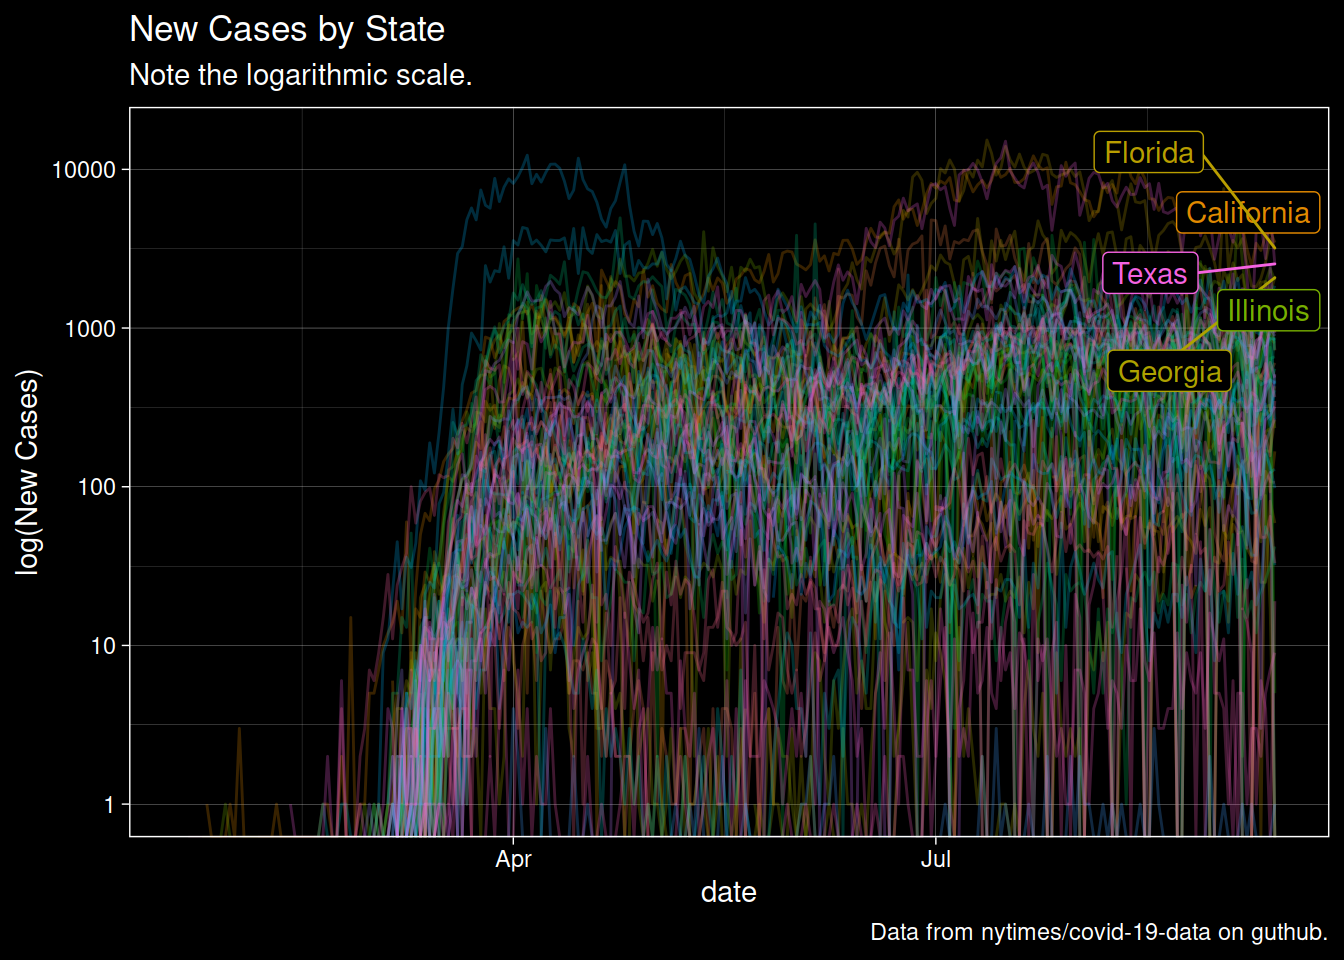 New Cases by State
Note the logarithmic scale.
Florida
10000
California
Texas
Illinois
1000
Georgia
log(New Cases)
100
10
1
Apr
Jul
date
Data from nytimes/covid-19-data on guthub.